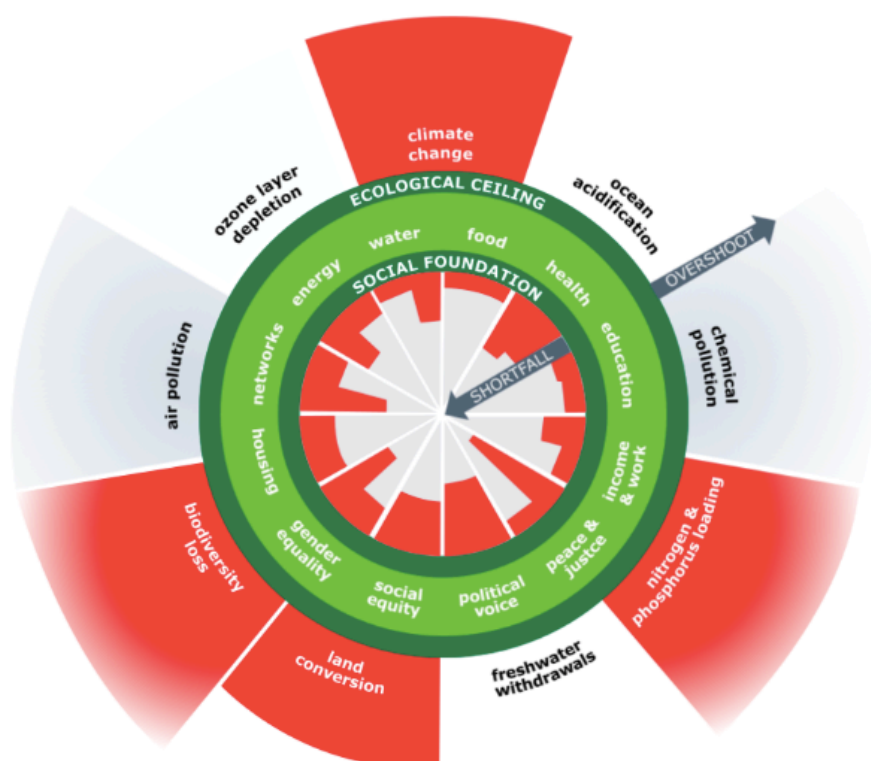 climate
change
ozone layer
depletion
ECOLOGICAL CEILING
ocean
acidification
water
food
energy
SOCIAL FOUNDATION
health
OVERSHOOT
networks
education
SHORTFALL
air pollution
chemical
pollution
housing
income
& work
biodiversity
loss
gender
equality
social
equity
political
voice
peace &
justce
nitrogen &
phosphorus loading
land
conversion
freshwater
withdrawals